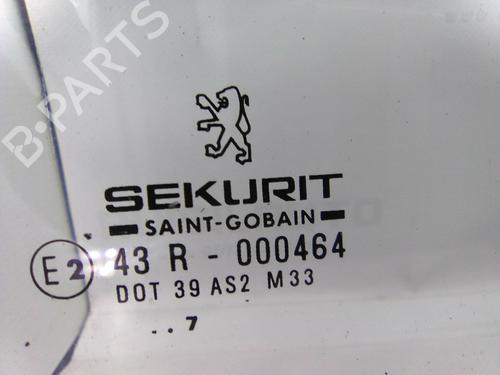 B-PARTS
SEKURIT
SAINT-GOBAIN
E2 43 R - 000464
DOT 39 AS2 M33
.. 7